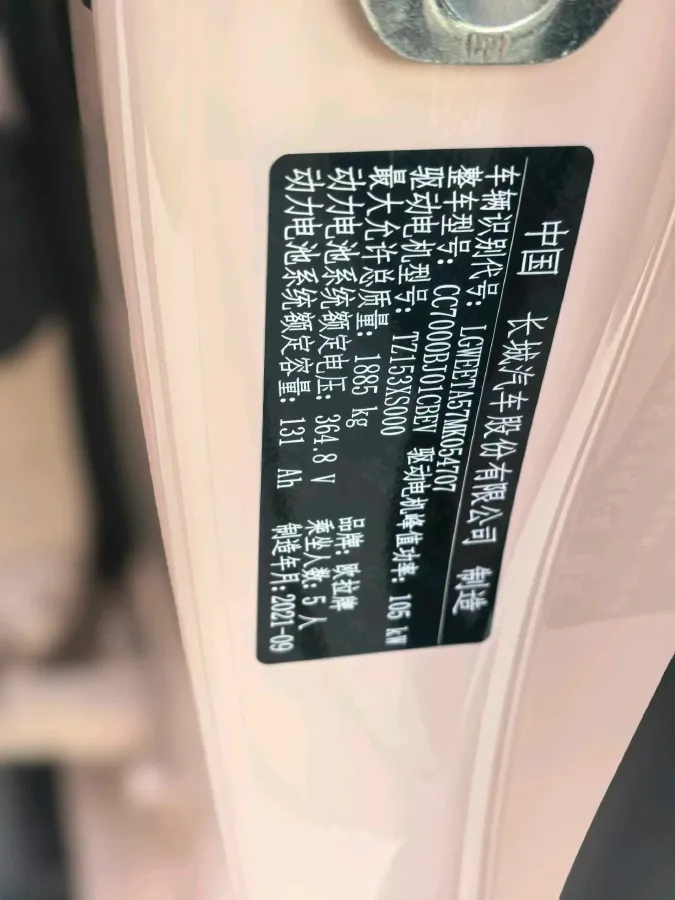 中国 长城汽车股份有限公司 制造
车辆识别代号: LGWEETA57MK054707
整车型号: CC7000BJ01CBEV
驱动电机型号: TZ153XS000 驱动电机峰值功率: 105 kW
最大允许总质量: 1885 kg
动力电池系统额定电压: 364.8 V 品牌: 欧拉牌
动力电池系统额定容量: 131 Ah 乘坐人数: 5 人
制造年月: 2021-09